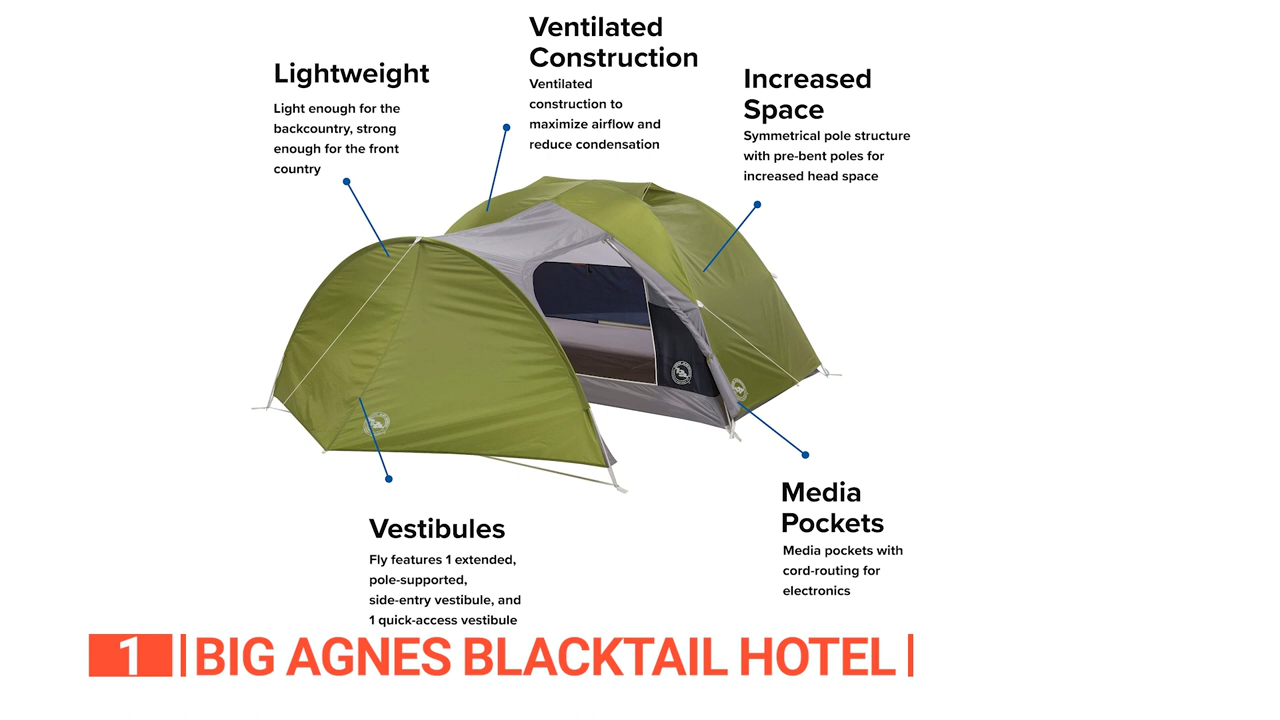 Ventilated
Construction
Ventilated
construction to
maximize airflow and
reduce condensation
Lightweight
Light enough for the
backcountry, strong
enough for the front
country
Increased
Space
Symmetrical pole structure
with pre-bent poles for
increased head space
Media
Pockets
Media pockets with
cord-routing for
electronics
Vestibules
Fly features 1 extended,
pole-supported,
side-entry vestibule, and
1 quick-access vestibule
1 BIG AGNES BLACKTAIL HOTEL